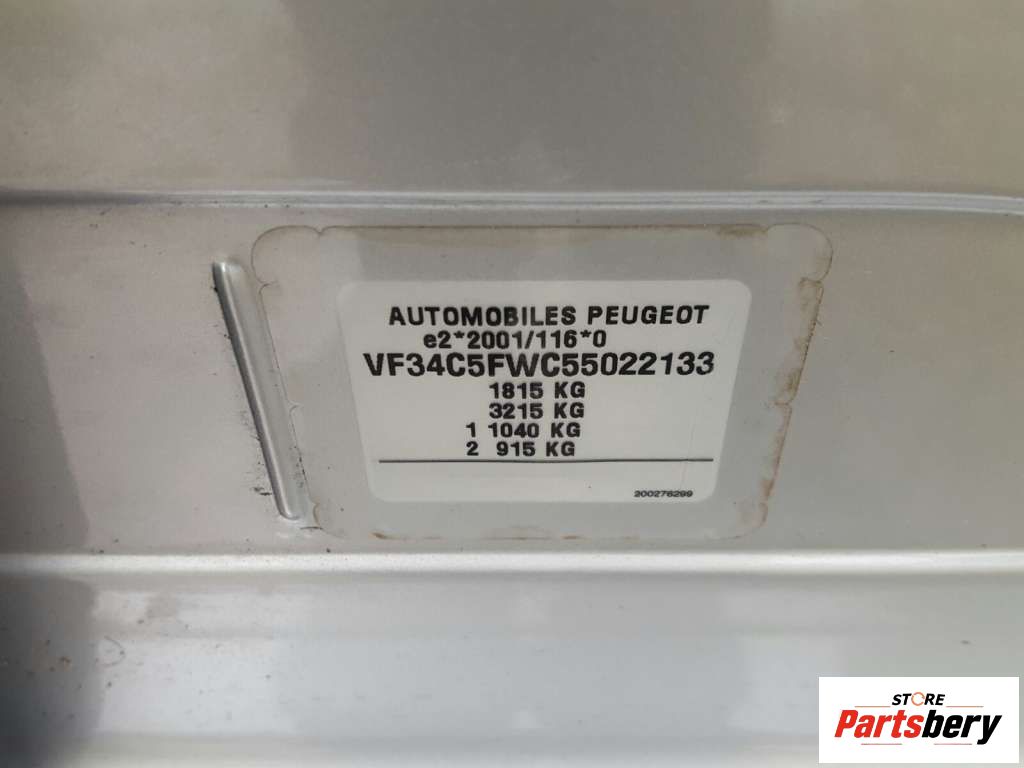 AUTOMOBILES PEUGEOT
e2*2001/116*0
VF34C5FWC55022133
1815 KG
3215 KG
1 1040 KG
2 915 KG
200276299
STORE
Partsbery